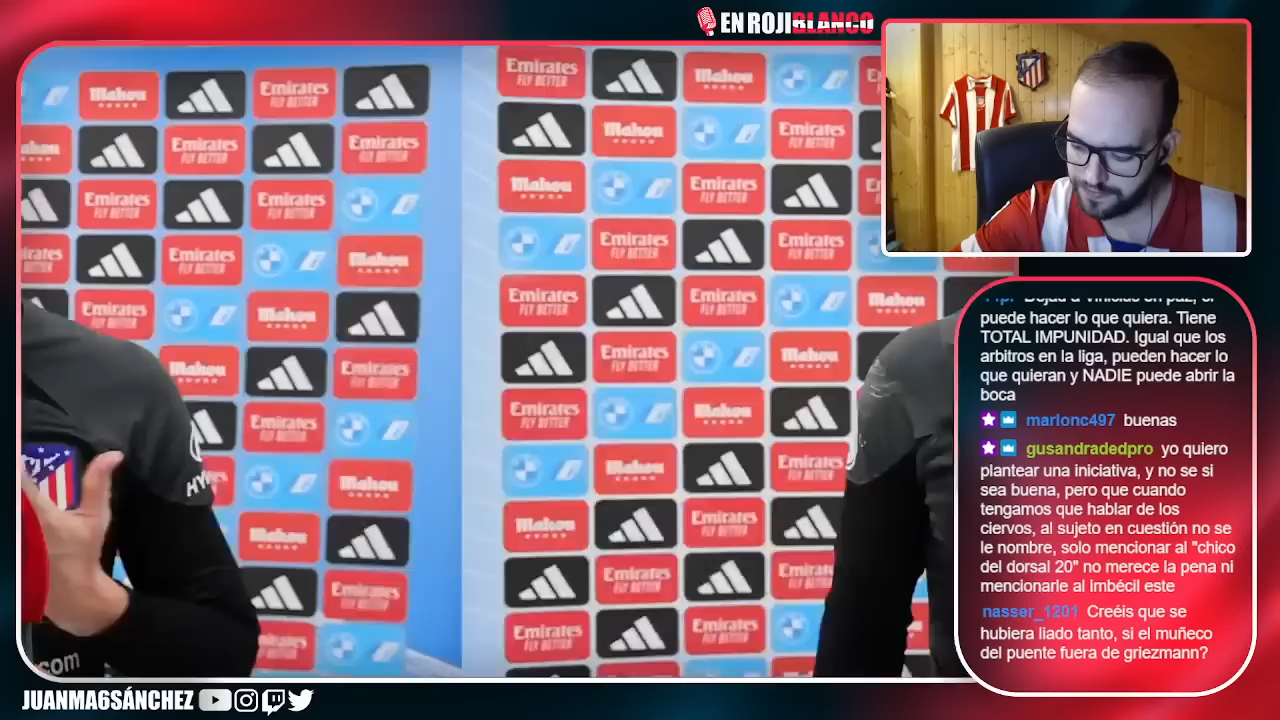 EN ROJIBLANCO
Mahou
Emirates
FLY BETTER
HY
.com
Dejad a Vinicius en paz, él
puede hacer lo que quiera. Tiene
TOTAL IMPUNIDAD. Igual que los
arbitros en la liga, pueden hacer lo
que quieran y NADIE puede abrir la
boca
marlonc497 buenas
gusandradedpro yo quiero
plantear una iniciativa, y no se si
sea buena, pero que cuando
tengamos que hablar de los
ciervos, al sujeto en cuestión no se
le nombre, solo mencionar al "chico
del dorsal 20" no merece la pena ni
mencionarle al imbécil este
nasser_1201 Creéis que se
hubiera liado tanto, si el muñeco
del puente fuera de griezmann?
JUANMA6SÁNCHEZ